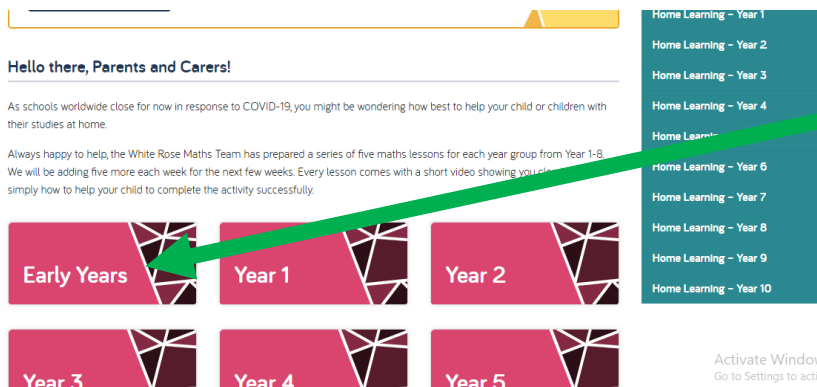 Hello there, Parents and Carers!
As schools worldwide close for now in response to COVID-19, you might be wondering how best to help your child or children with
their studies at home.
Always happy to help, the White Rose Maths Team has prepared a series of five maths lessons for each year group from Year 1-8.
We will be adding five more each week for the next few weeks. Every lesson comes with a short video showing you
simply how to help your child to complete the activity successfully.
Early Years
Year 1
Year 2
Year 3
Year 4
Year 5
Home Learning – Year 1
Home Learning – Year 2
Home Learning – Year 3
Home Learning – Year 4
Home
Home Learning – Year 6
Home Learning – Year 7
Home Learning – Year 8
Home Learning – Year 9
Home Learning – Year 10
Activate Window
Go to Settings to acti